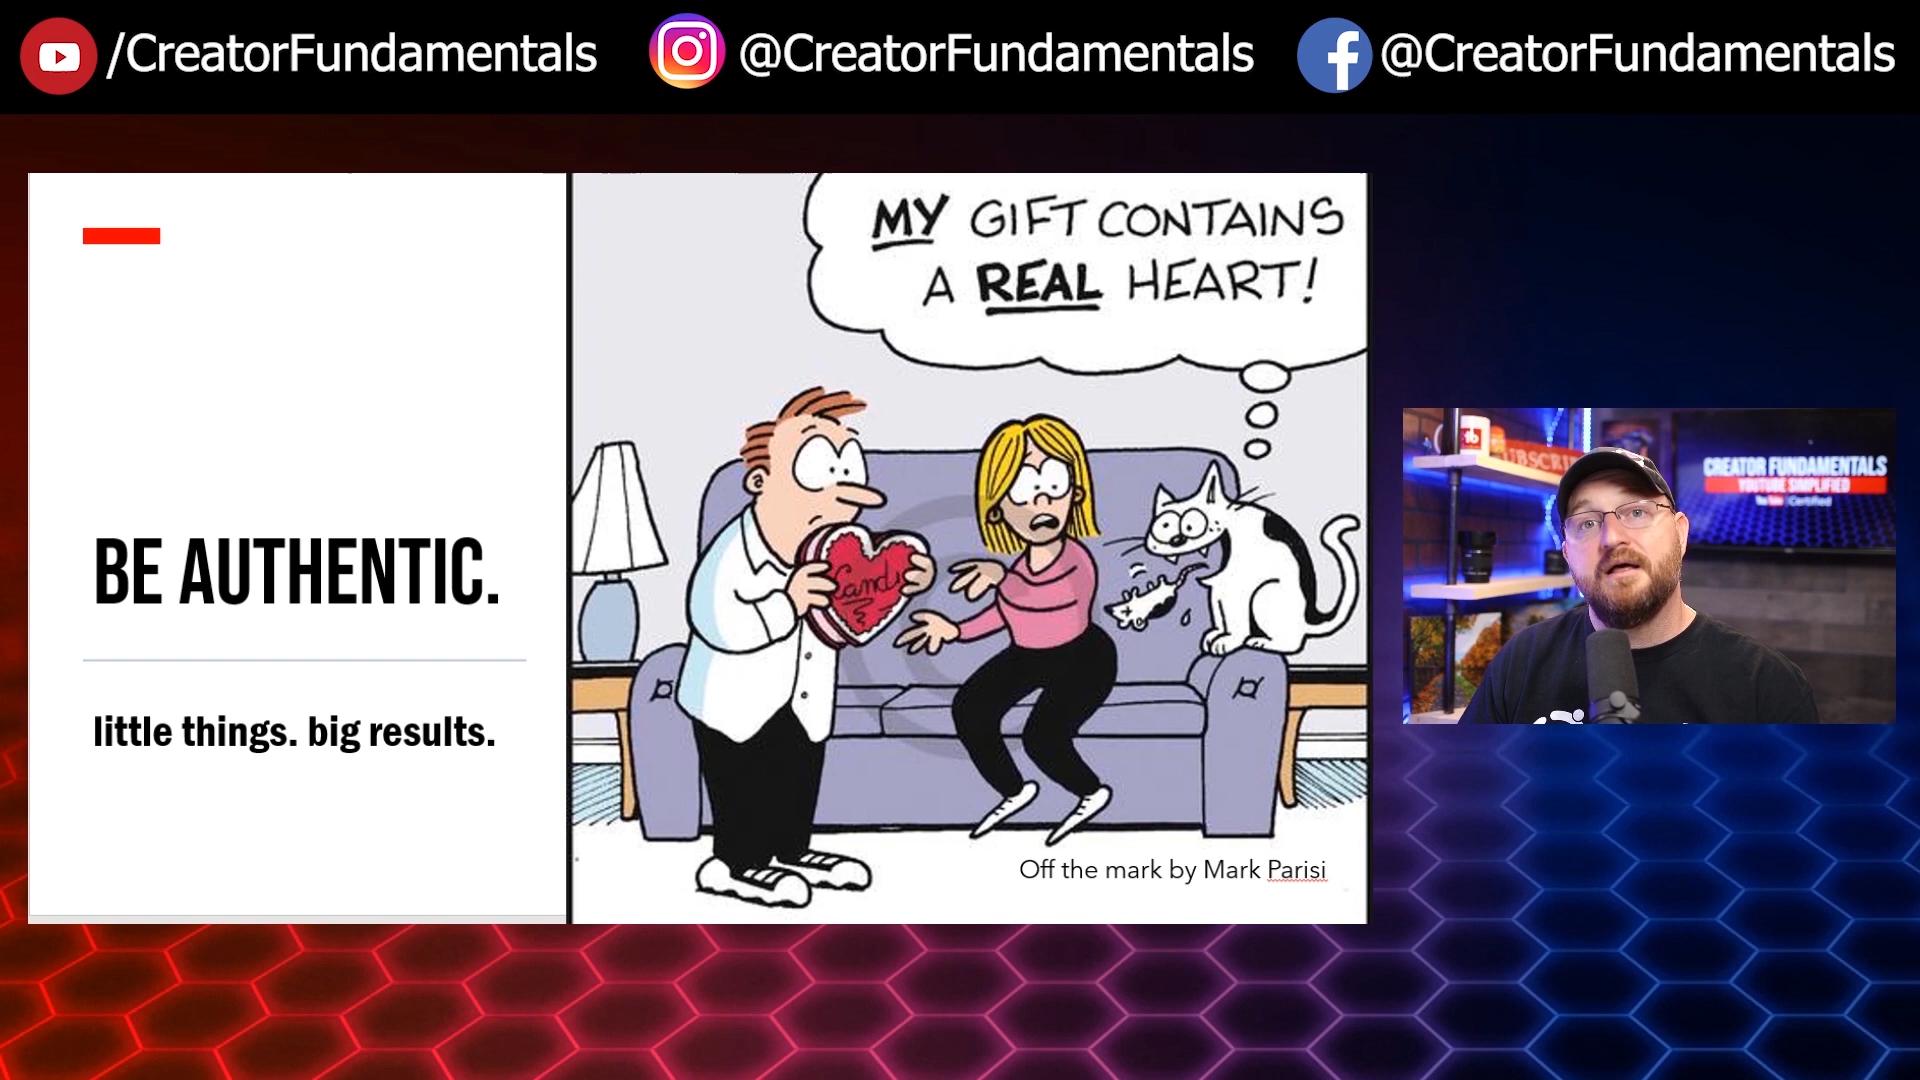 /CreatorFundamentals
@CreatorFundamentals
@CreatorFundamentals
MY GIFT CONTAINS
A REAL HEART!
BE AUTHENTIC.
little things. big results.
Off the mark by Mark Parisi
CREATOR FUNDAMENTALS
YOUTUBE SIMPLIFIED
Certified